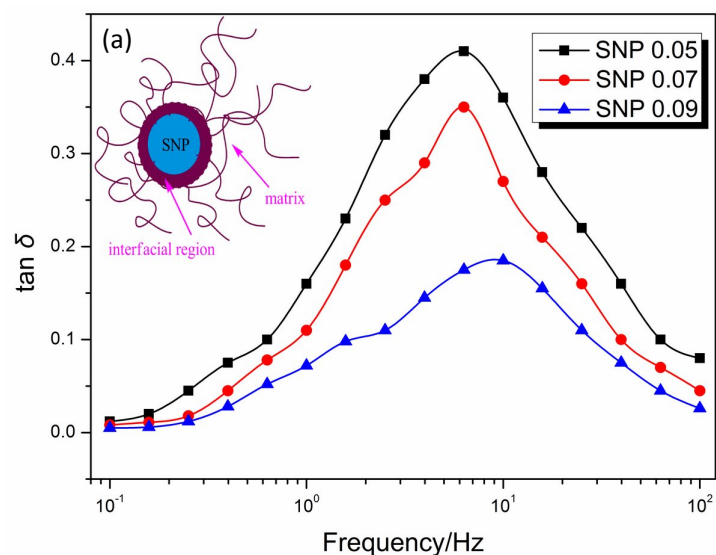 (a)
SNP 0.05
SNP 0.07
SNP 0.09
SNP
matrix
interfacial region
tan δ
0.4
0.3
0.2
0.1
0.0
10⁻¹ 10⁰ 10¹ 10²
Frequency/Hz